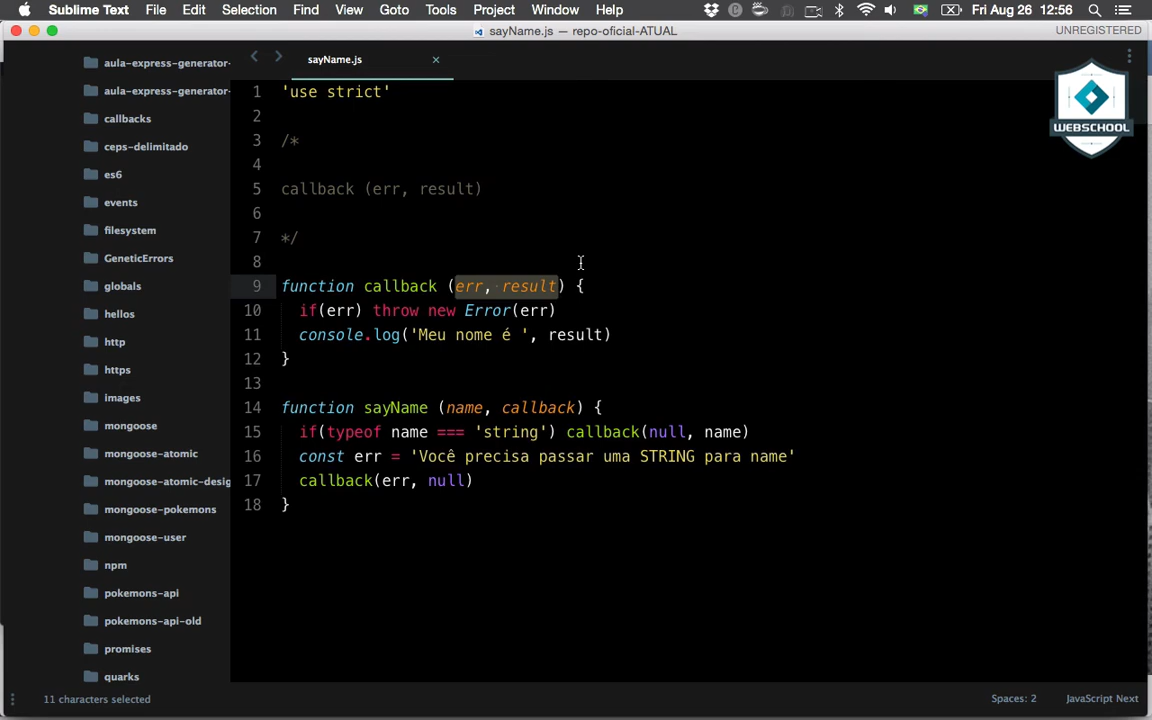 Sublime Text File Edit Selection Find View Goto Tools Project Window Help Fri Aug 26 12:56
sayName.js — repo-oficial-ATUAL UNREGISTERED
aula-express-generator-
aula-express-generator-
callbacks
ceps-delimitado
es6
events
filesystem
GeneticErrors
globals
hellos
http
https
images
mongoose
mongoose-atomic
mongoose-atomic-desig
mongoose-pokemons
mongoose-user
npm
pokemons-api
pokemons-api-old
promises
quarks
sayName.js ×
WEBSCHOOL
1 'use strict'
2
3 /*
4
5 callback (err, result)
6
7 */
8
9 function callback (err, result) {
10 if(err) throw new Error(err)
11 console.log('Meu nome é ', result)
12 }
13
14 function sayName (name, callback) {
15 if(typeof name === 'string') callback(null, name)
16 const err = 'Você precisa passar uma STRING para name'
17 callback(err, null)
18 }
11 characters selected Spaces: 2 JavaScript Next